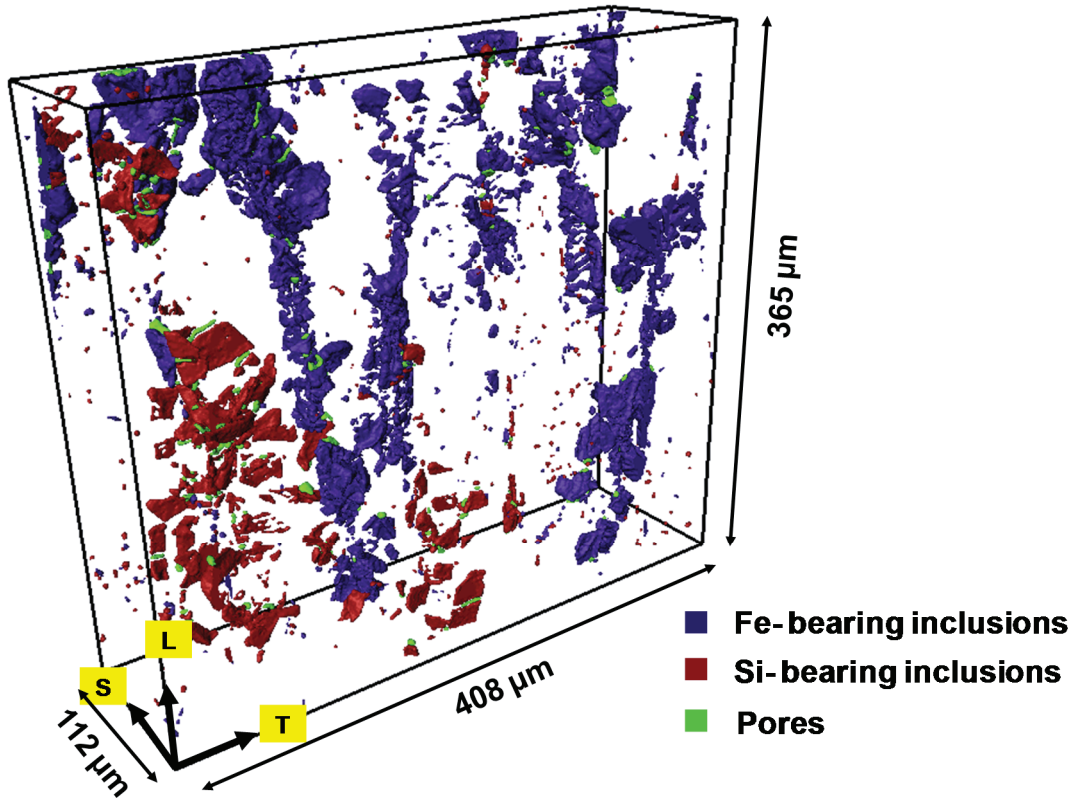 365 µm
L
S
T
112 µm
408 µm
Fe-bearing inclusions
Si-bearing inclusions
Pores